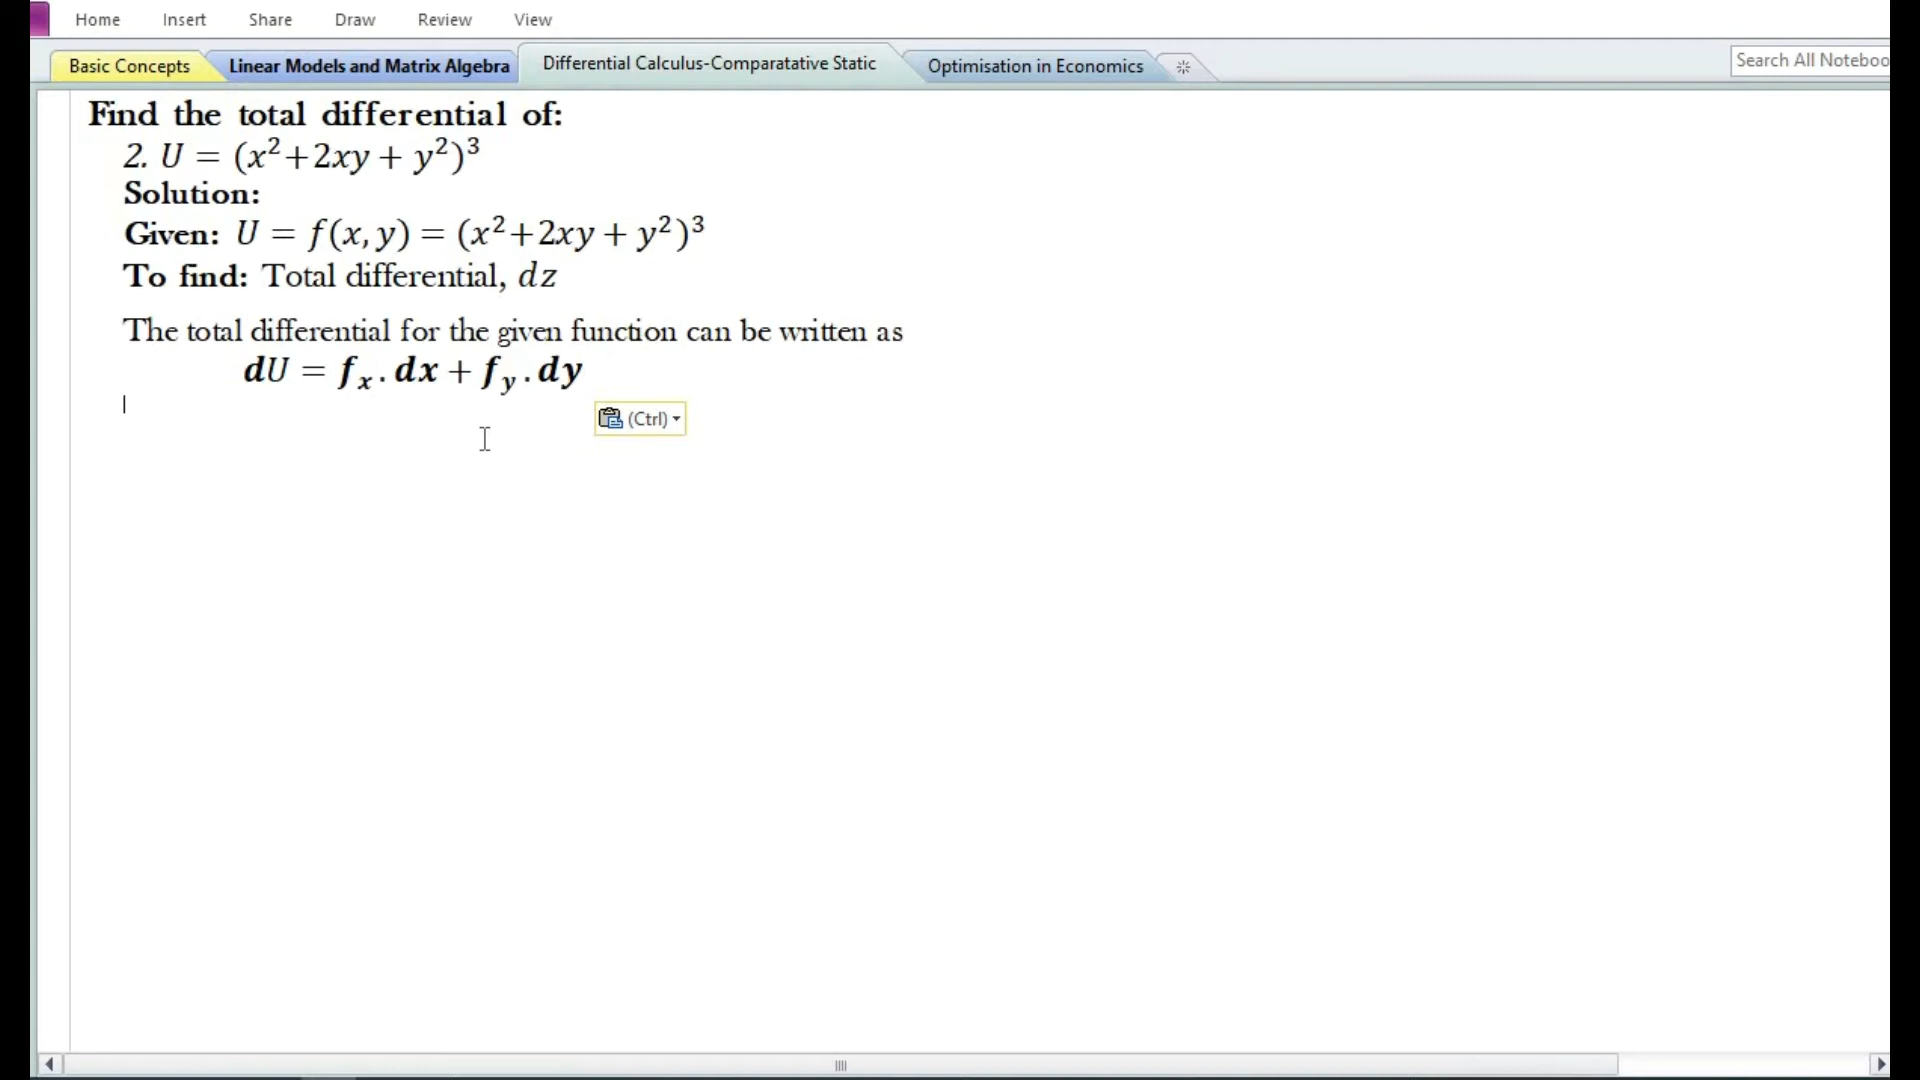 Home Insert Share Draw Review View
Basic Concepts Linear Models and Matrix Algebra Differential Calculus-Comparatative Static Optimisation in Economics Search All Noteboo
Find the total differential of:
2. U = (x²+2xy + y²)³
Solution:
Given: U = f(x, y) = (x²+2xy + y²)³
To find: Total differential, dz
The total differential for the given function can be written as
dU = fₓ. dx + f_y. dy
(Ctrl)